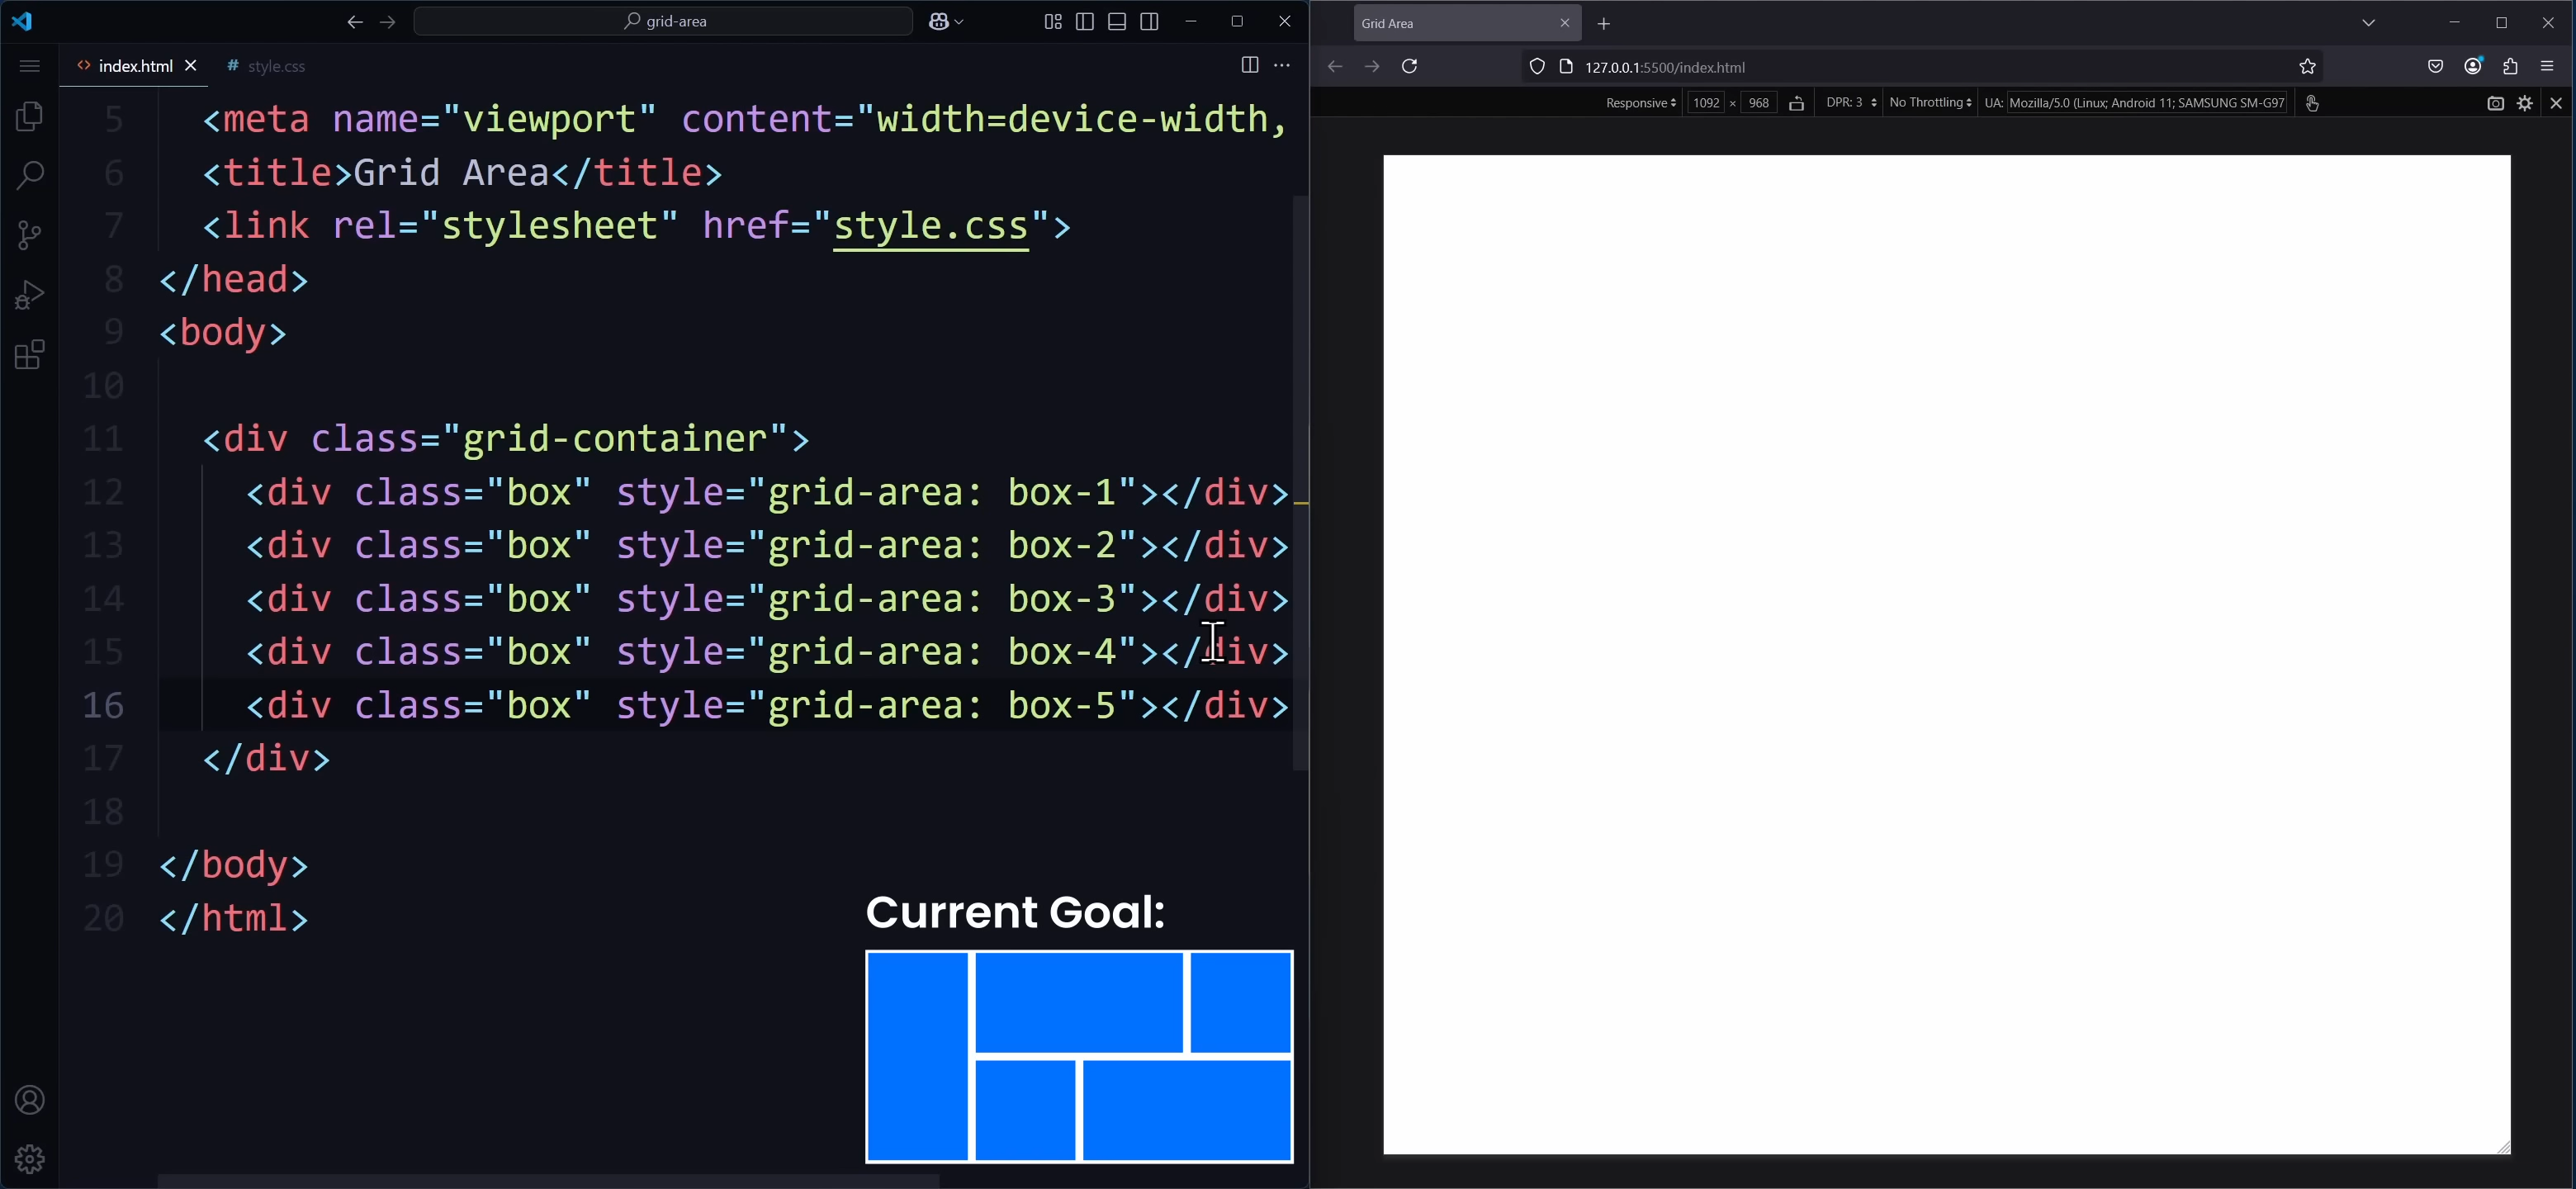 grid-area
index.html
# style.css
5 <meta name="viewport" content="width=device-width,
6 <title>Grid Area</title>
7 <link rel="stylesheet" href="style.css">
8 </head>
9 <body>
10
11 <div class="grid-container">
12 <div class="box" style="grid-area: box-1"></div>
13 <div class="box" style="grid-area: box-2"></div>
14 <div class="box" style="grid-area: box-3"></div>
15 <div class="box" style="grid-area: box-4"></div>
16 <div class="box" style="grid-area: box-5"></div>
17 </div>
18
19 </body>
20 </html>
Current Goal:
Grid Area
127.0.0.1:5500/index.html
Responsive 1092 × 968 DPR: 3 No Throttling UA: Mozilla/5.0 (Linux; Android 11; SAMSUNG SM-G97